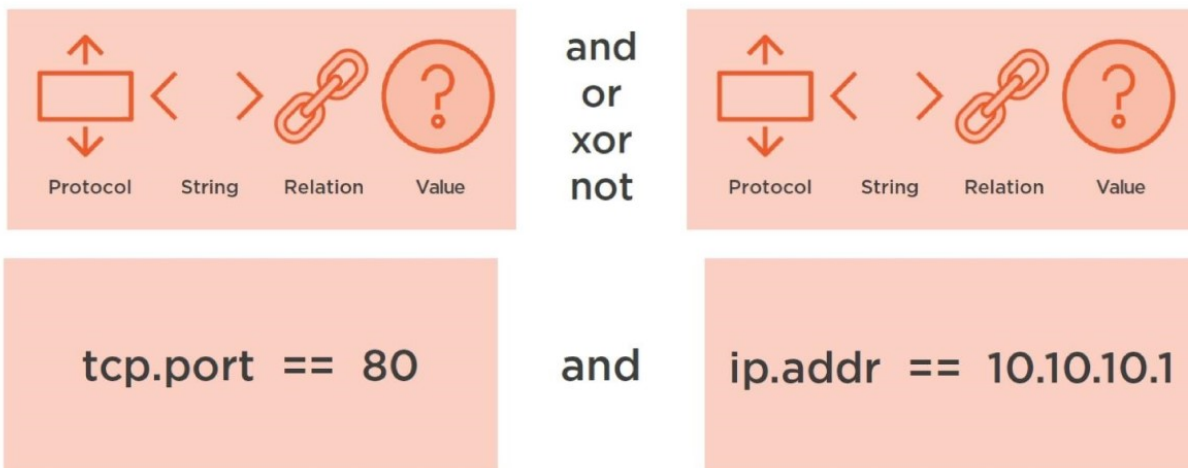 Protocol String Relation Value
and
or
xor
not
Protocol String Relation Value
tcp.port == 80
and
ip.addr == 10.10.10.1